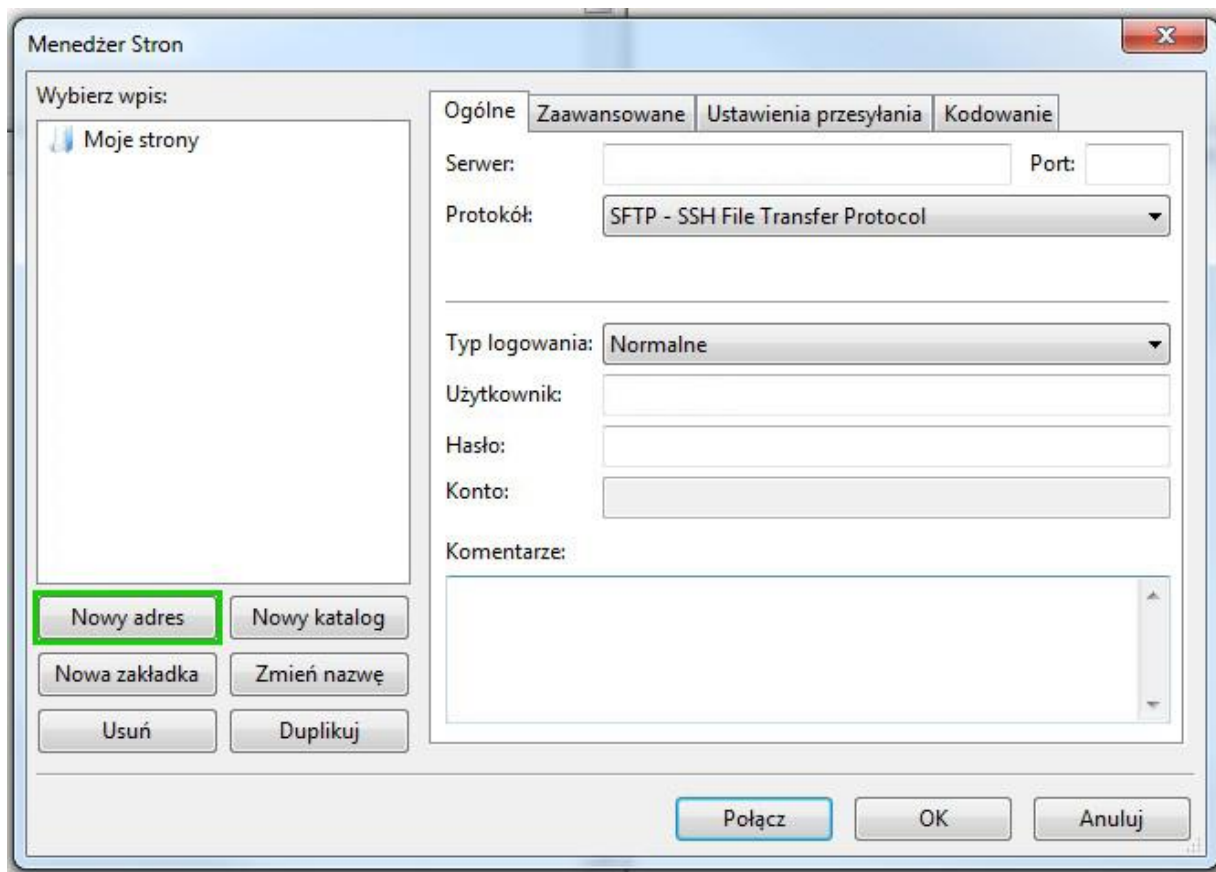 Menedżer Stron
Wybierz wpis:
Moje strony
Nowy adres
Nowy katalog
Nowa zakładka
Zmień nazwę
Usuń
Duplikuj
Ogólne
Zaawansowane
Ustawienia przesyłania
Kodowanie
Serwer:
Port:
Protokół:
SFTP - SSH File Transfer Protocol
Typ logowania:
Normalne
Użytkownik:
Hasło:
Konto:
Komentarze:
Połącz
OK
Anuluj